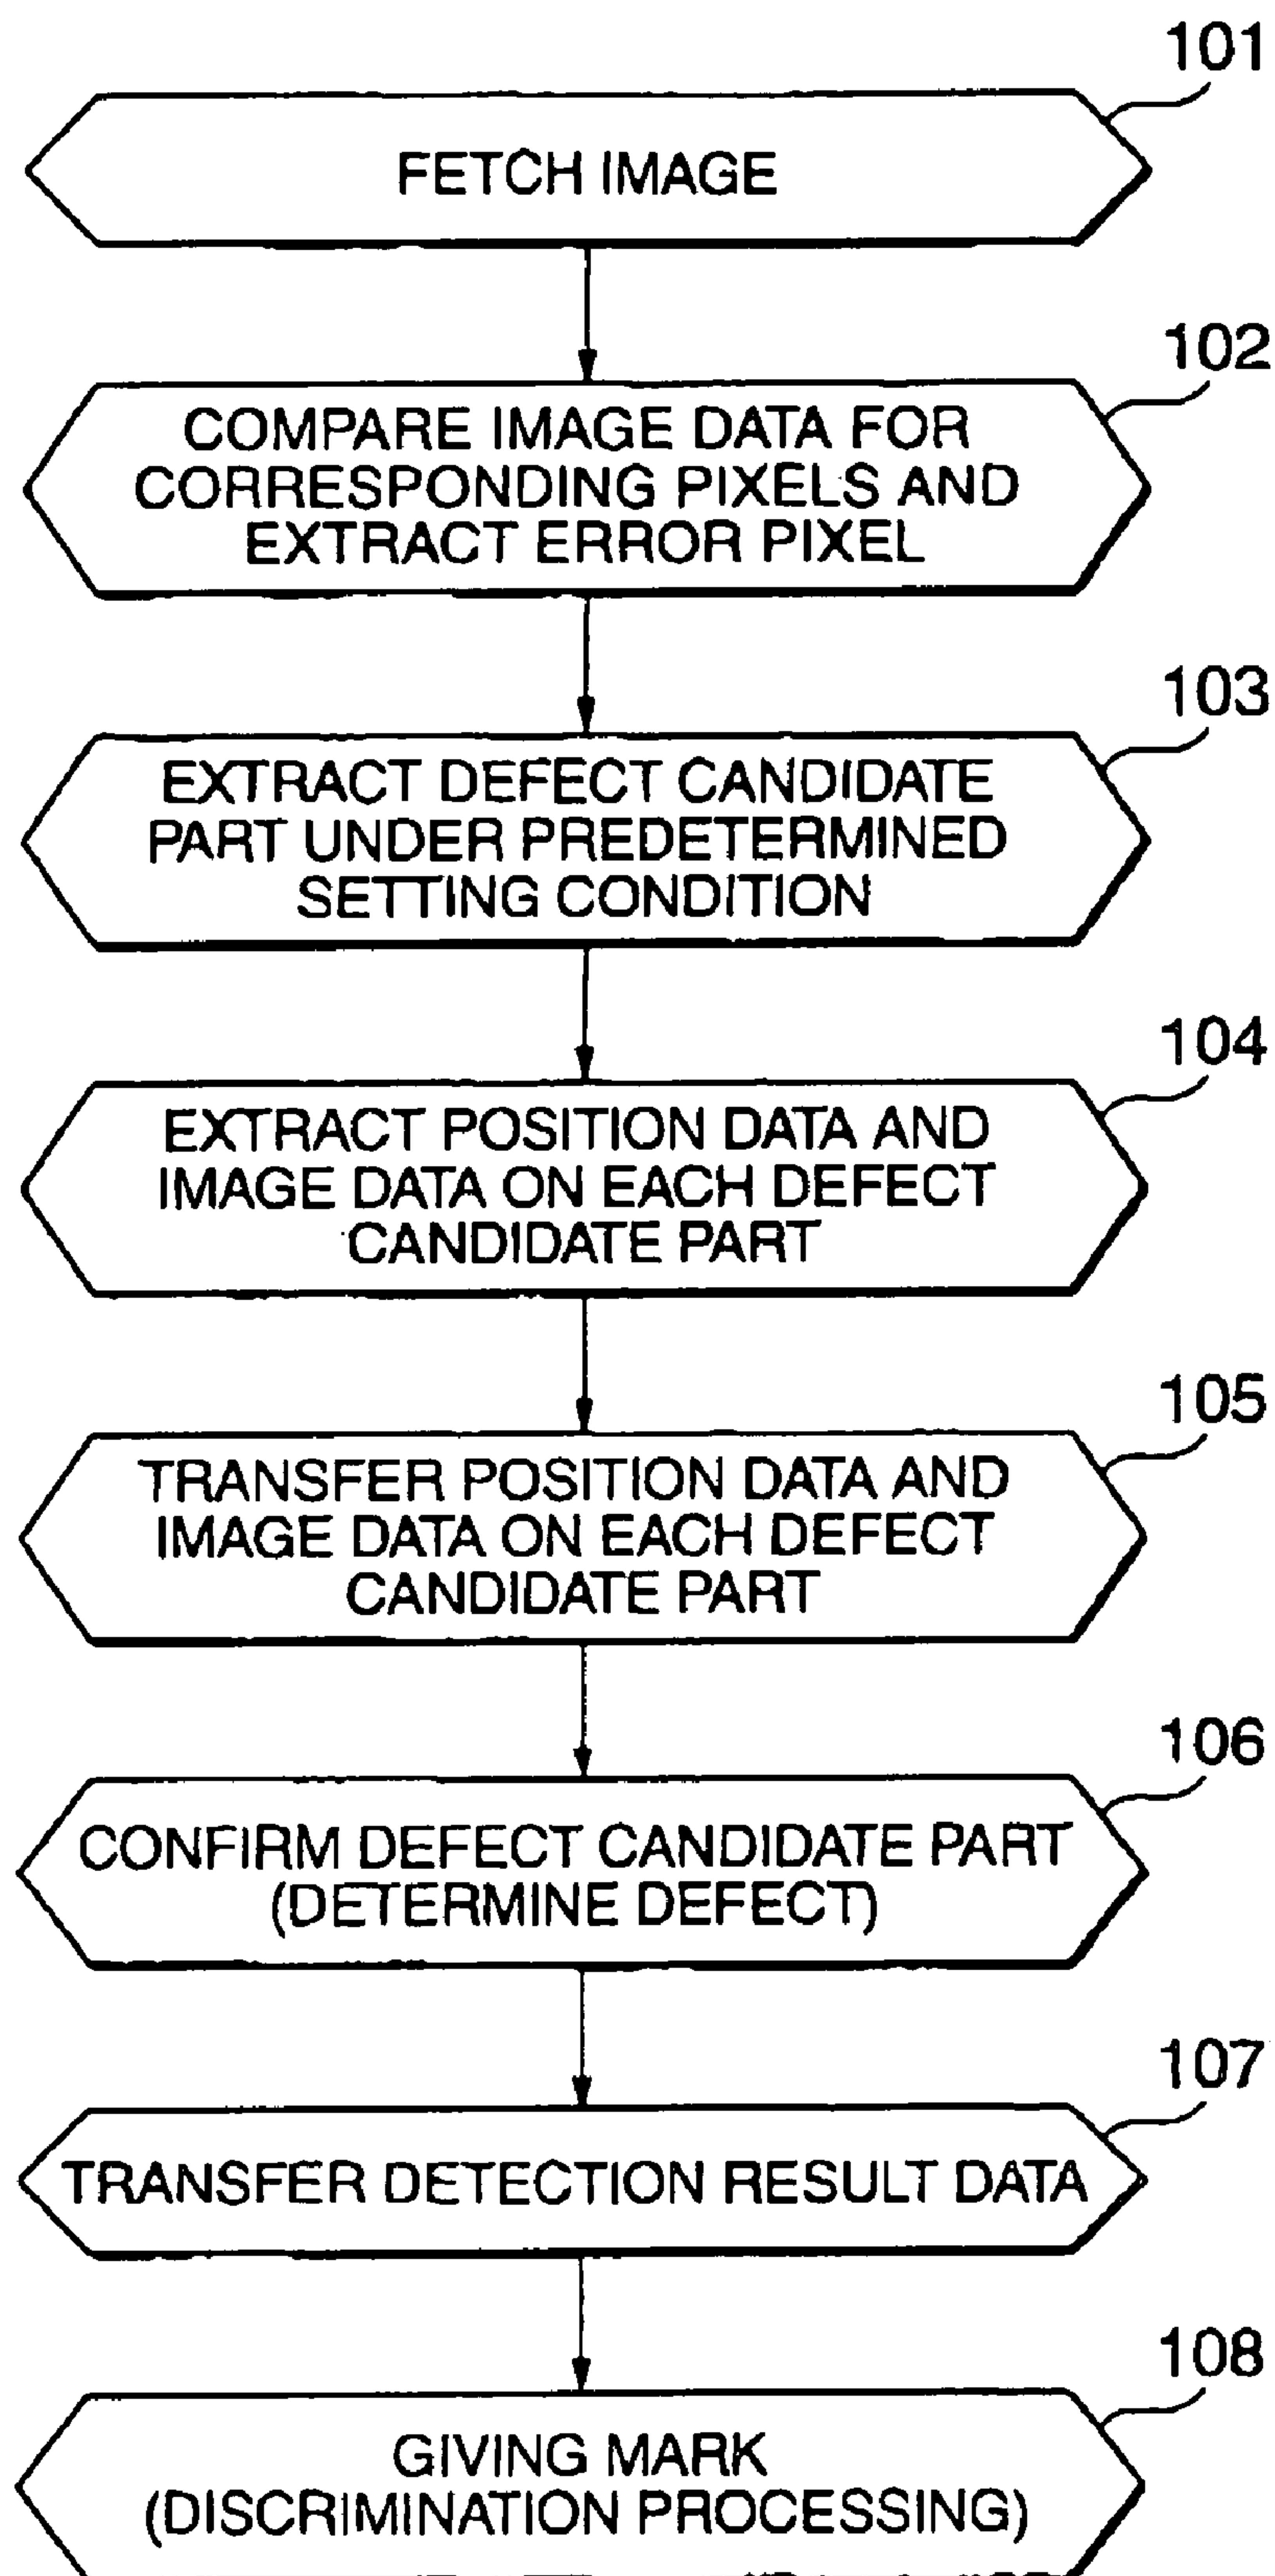 101
FETCH IMAGE
102
COMPARE IMAGE DATA FOR
CORRESPONDING PIXELS AND
EXTRACT ERROR PIXEL
103
EXTRACT DEFECT CANDIDATE
PART UNDER PREDETERMINED
SETTING CONDITION
104
EXTRACT POSITION DATA AND
IMAGE DATA ON EACH DEFECT
CANDIDATE PART
105
TRANSFER POSITION DATA AND
IMAGE DATA ON EACH DEFECT
CANDIDATE PART
106
CONFIRM DEFECT CANDIDATE PART
(DETERMINE DEFECT)
107
TRANSFER DETECTION RESULT DATA
108
GIVING MARK
(DISCRIMINATION PROCESSING)